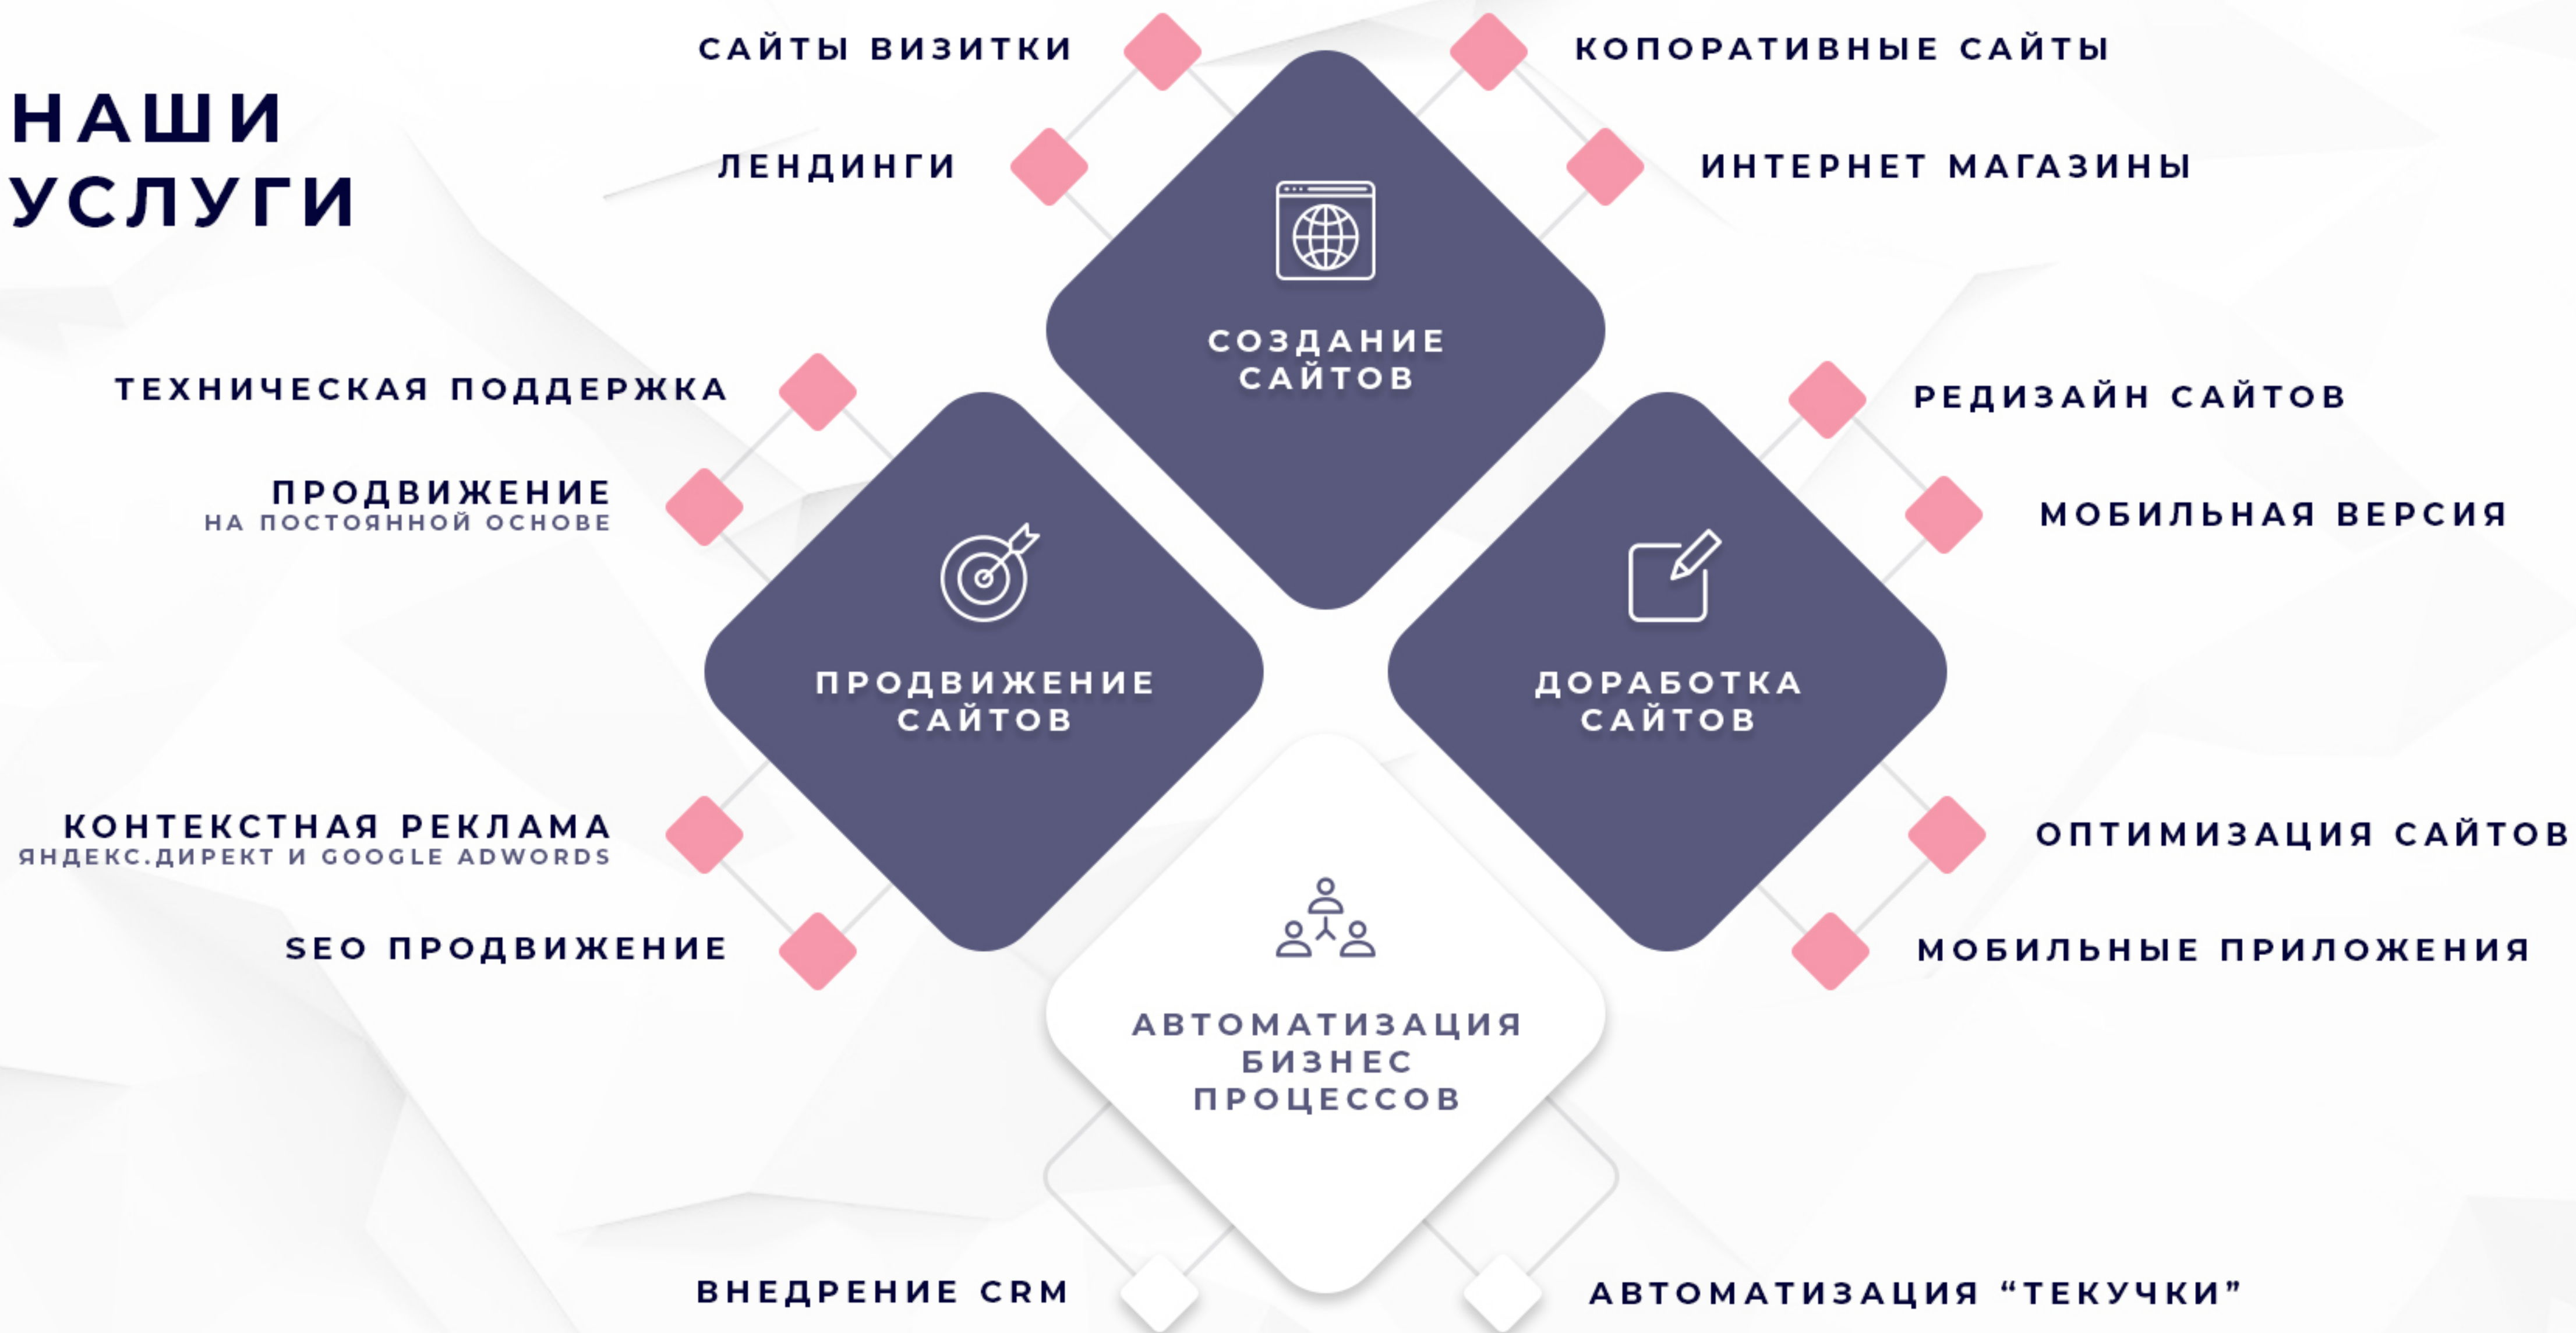 НАШИ
УСЛУГИ
САЙТЫ ВИЗИТКИ
КОПОРАТИВНЫЕ САЙТЫ
ЛЕНДИНГИ
ИНТЕРНЕТ МАГАЗИНЫ
СОЗДАНИЕ
САЙТОВ
ТЕХНИЧЕСКАЯ ПОДДЕРЖКА
ПРОДВИЖЕНИЕ
НА ПОСТОЯННОЙ ОСНОВЕ
ПРОДВИЖЕНИЕ
САЙТОВ
КОНТЕКСТНАЯ РЕКЛАМА
ЯНДЕКС.ДИРЕКТ И GOOGLE ADWORDS
SEO ПРОДВИЖЕНИЕ
РЕДИЗАЙН САЙТОВ
МОБИЛЬНАЯ ВЕРСИЯ
ДОРАБОТКА
САЙТОВ
ОПТИМИЗАЦИЯ САЙТОВ
МОБИЛЬНЫЕ ПРИЛОЖЕНИЯ
АВТОМАТИЗАЦИЯ
БИЗНЕС
ПРОЦЕССОВ
ВНЕДРЕНИЕ CRM
АВТОМАТИЗАЦИЯ “ТЕКУЧКИ”